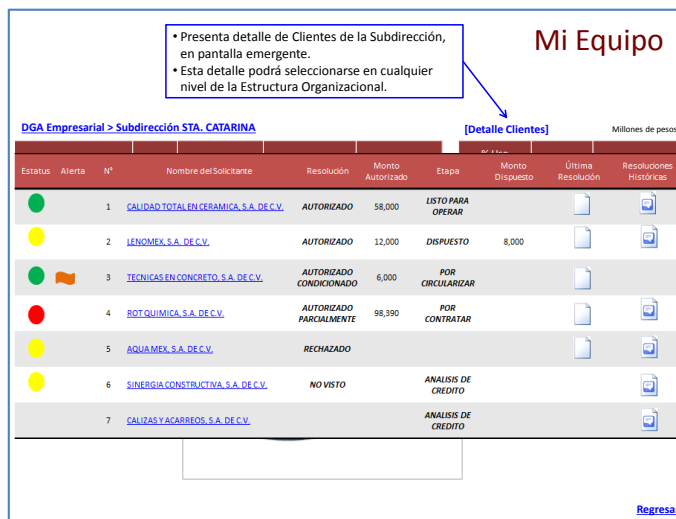 • Presenta detalle de Clientes de la Subdirección,
en pantalla emergente.
• Esta detalle podrá seleccionarse en cualquier
nivel de la Estructura Organizacional.
Mi Equipo
DGA Empresarial > Subdirección STA. CATARINA
[Detalle Clientes]
Millones de pesos
Estatus Alerta N° Nombre del Solicitante Resolución Monto Autorizado Etapa Monto Dispuesto Última Resolución Resoluciones Históricas
1 CALIDAD TOTAL EN CERAMICA, S.A. DE C.V. AUTORIZADO 58,000 LISTO PARA OPERAR
2 LENOMEX, S.A. DE C.V. AUTORIZADO 12,000 DISPUESTO 8,000
3 TECNICAS EN CONCRETO, S.A. DE C.V. AUTORIZADO CONDICIONADO 6,000 POR CIRCULARIZAR
4 ROT QUIMICA, S.A. DE C.V. AUTORIZADO PARCIALMENTE 98,390 POR CONTRATAR
5 AQUA MEX, S.A. DE C.V. RECHAZADO
6 SINERGIA CONSTRUCTIVA, S.A. DE C.V. NO VISTO ANALISIS DE CREDITO
7 CALIZAS Y ACARREOS, S.A. DE C.V. ANALISIS DE CREDITO